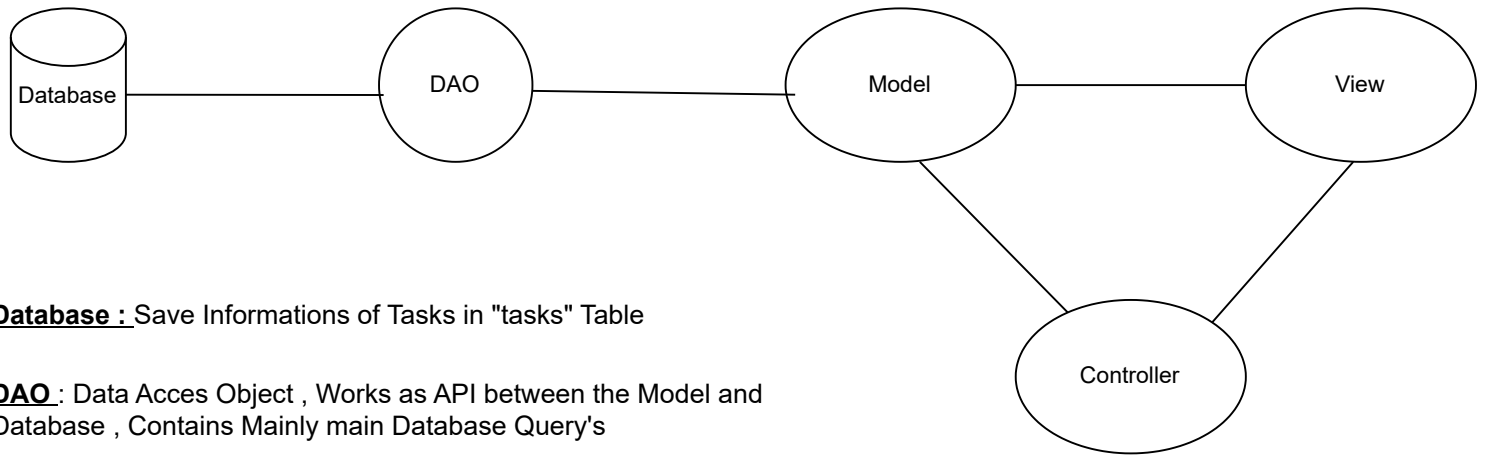 Database
DAO
Model
View
Controller
Database : Save Informations of Tasks in "tasks" Table
DAO : Data Acces Object , Works as API between the Model and
Database , Contains Mainly main Database Query's